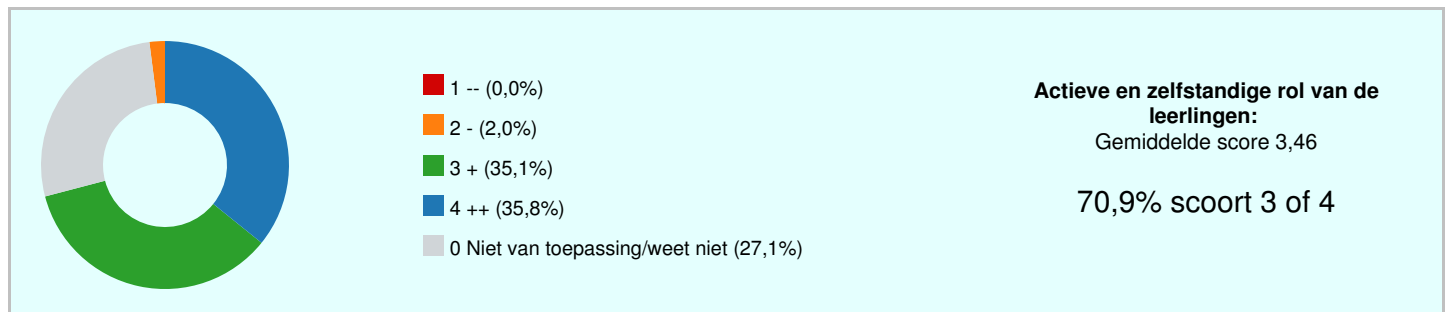 1 -- (0,0%)
2 - (2,0%)
3 + (35,1%)
4 ++ (35,8%)
0 Niet van toepassing/weet niet (27,1%)
Actieve en zelfstandige rol van de
leerlingen:
Gemiddelde score 3,46
70,9% scoort 3 of 4